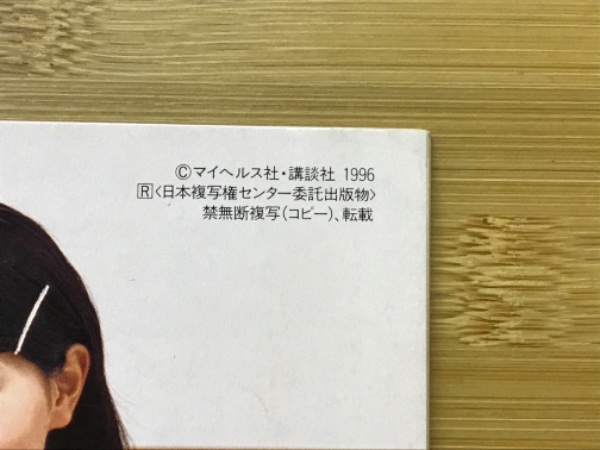 ©マイヘルス社・講談社 1996
R〈日本複写権センター委託出版物〉
禁無断複写(コピー)、転載